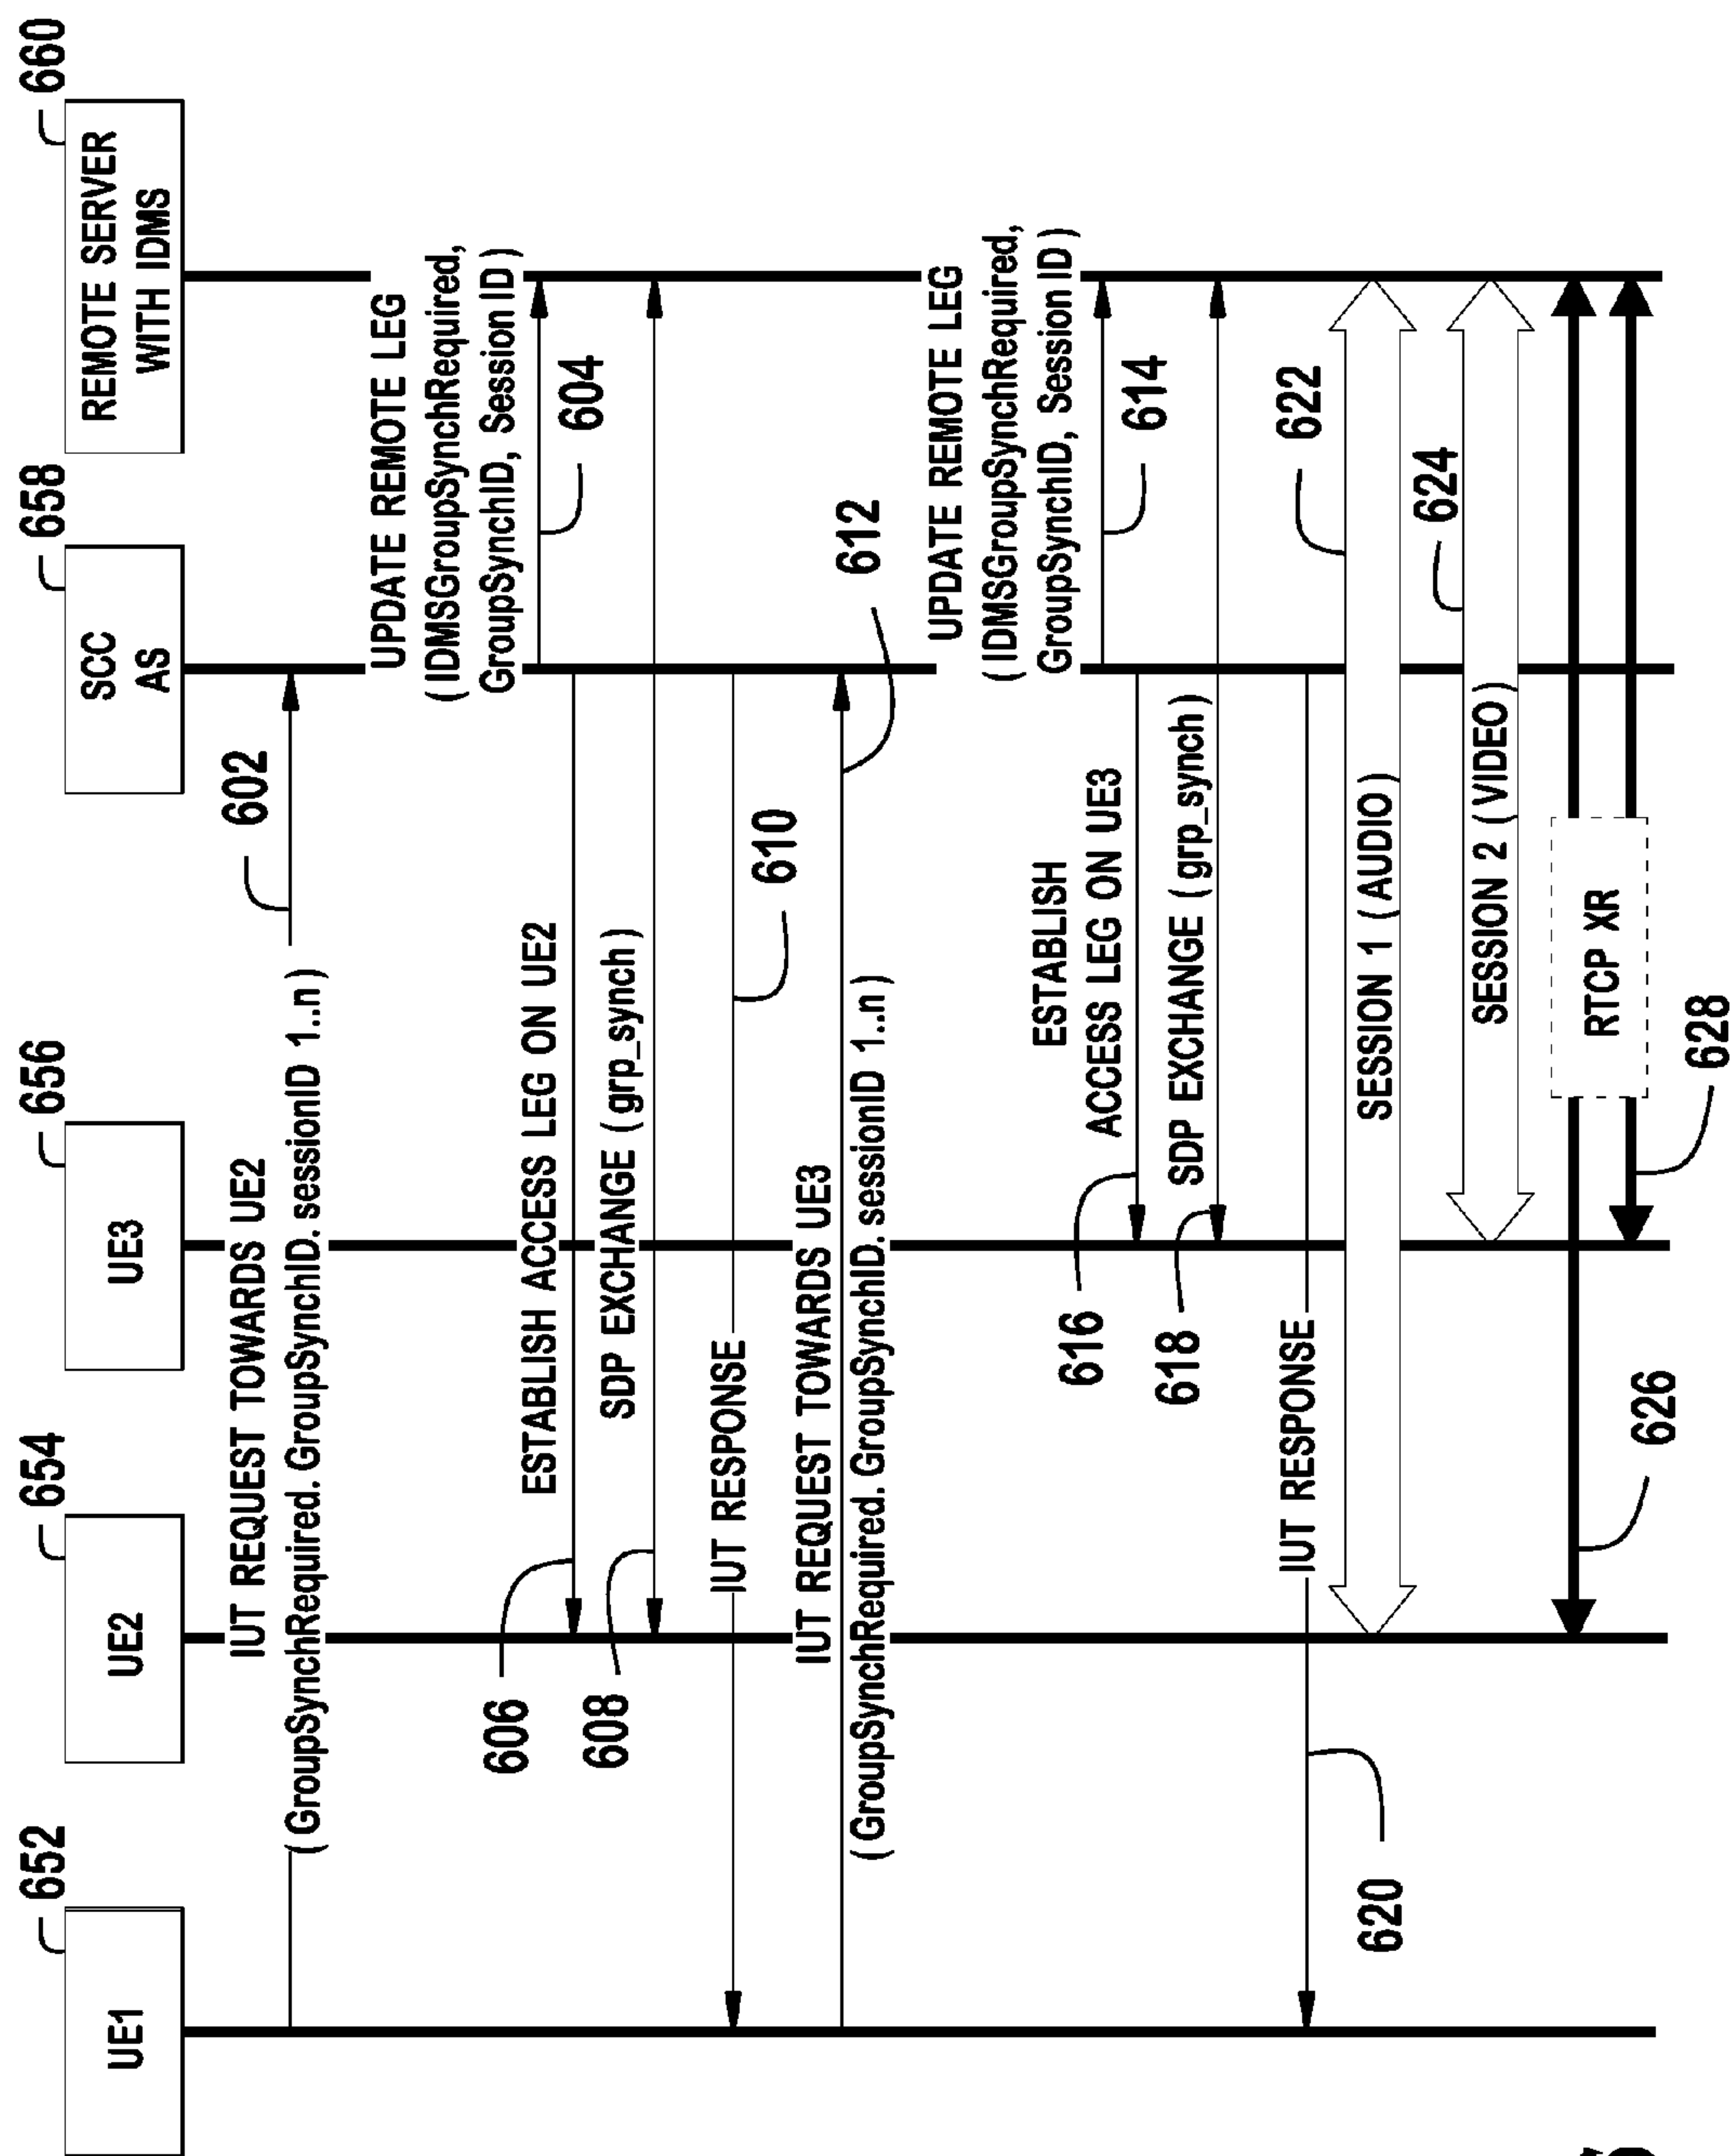 652
654
656
658
660
UE1
UE2
UE3
SCC
AS
REMOTE SERVER
WITH IDMS
IUT REQUEST TOWARDS UE2
602
(GroupSynchRequired. GroupSynchID. sessionID 1..n)
UPDATE REMOTE LEG
(IDMSGroupSynchRequired,
GroupSynchID, Session ID)
604
606
ESTABLISH ACCESS LEG ON UE2
608
SDP EXCHANGE (grp_synch)
IUT RESPONSE
610
IUT REQUEST TOWARDS UE3
612
(GroupSynchRequired. GroupSynchID. sessionID 1..n)
UPDATE REMOTE LEG
(IDMSGroupSynchRequired,
GroupSynchID, Session ID)
614
ESTABLISH
ACCESS LEG ON UE3
616
SDP EXCHANGE (grp_synch)
618
IUT RESPONSE
620
622
SESSION 1 (AUDIO)
624
SESSION 2 (VIDEO)
RTCP XR
626
628